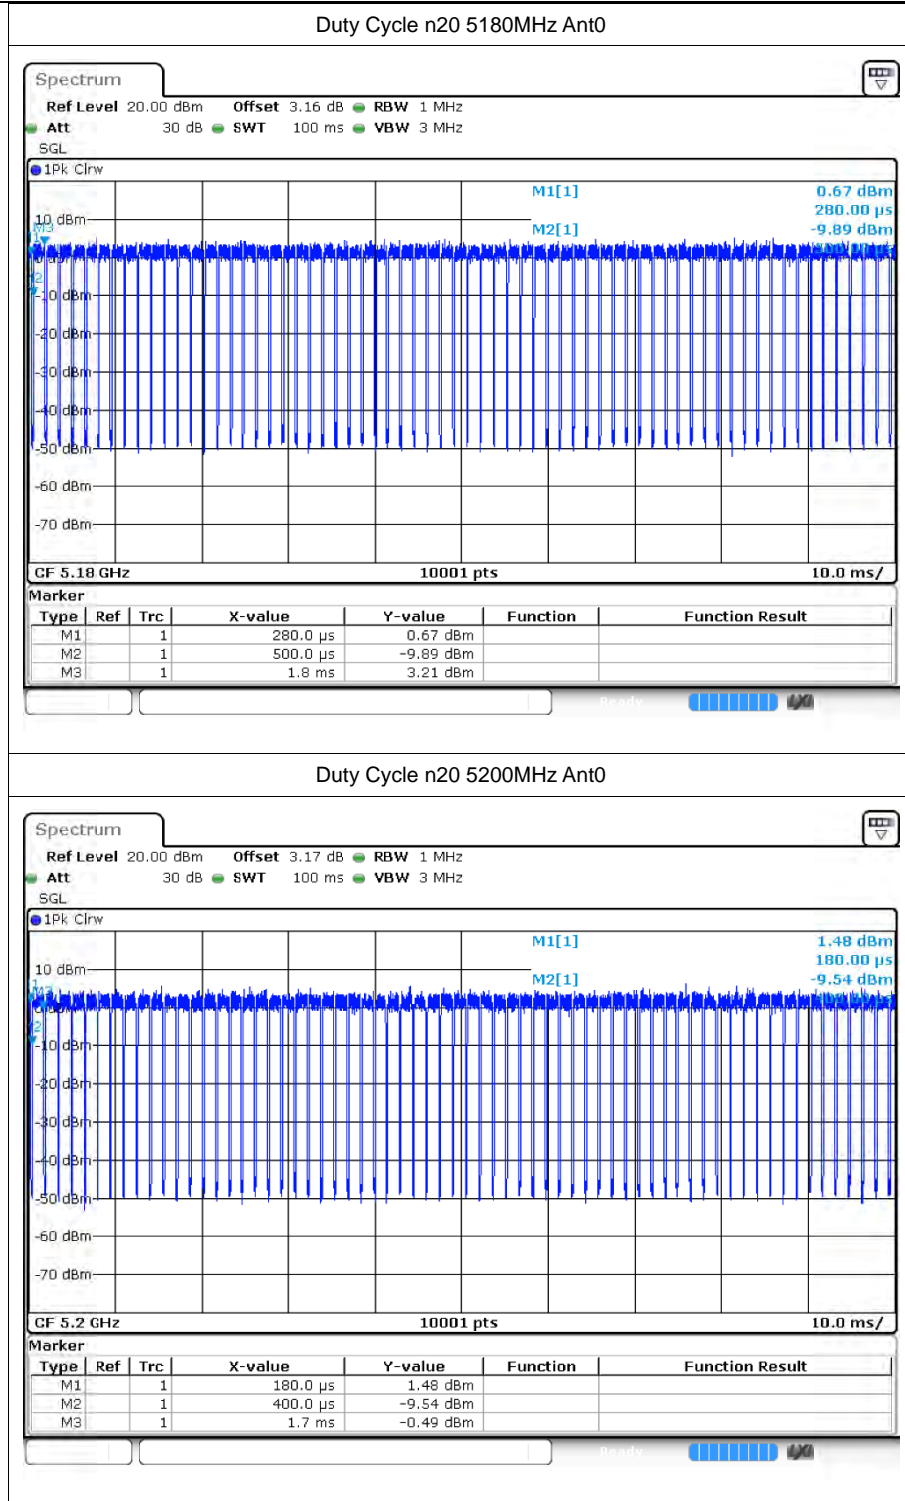 Duty Cycle n20 5180MHz Ant0
Spectrum
Ref Level 20.00 dBm Offset 3.16 dB RBW 1 MHz
Att 30 dB SWT 100 ms VBW 3 MHz
SGL
1Pk Clrw
M1[1] 0.67 dBm
280.00 µs
10 dBm
M3
M2[1] -9.89 dBm
-10 dBm
-20 dBm
-30 dBm
-40 dBm
-50 dBm
-60 dBm
-70 dBm
CF 5.18 GHz 10001 pts 10.0 ms/
Marker
Type Ref Trc X-value Y-value Function Function Result
M1 1 280.0 µs 0.67 dBm
M2 1 500.0 µs -9.89 dBm
M3 1 1.8 ms 3.21 dBm
Ready LXI
Duty Cycle n20 5200MHz Ant0
Spectrum
Ref Level 20.00 dBm Offset 3.17 dB RBW 1 MHz
Att 30 dB SWT 100 ms VBW 3 MHz
SGL
1Pk Clrw
M1[1] 1.48 dBm
180.00 µs
10 dBm
M2[1] -9.54 dBm
-10 dBm
-20 dBm
-30 dBm
-40 dBm
-50 dBm
-60 dBm
-70 dBm
CF 5.2 GHz 10001 pts 10.0 ms/
Marker
Type Ref Trc X-value Y-value Function Function Result
M1 1 180.0 µs 1.48 dBm
M2 1 400.0 µs -9.54 dBm
M3 1 1.7 ms -0.49 dBm
Ready LXI